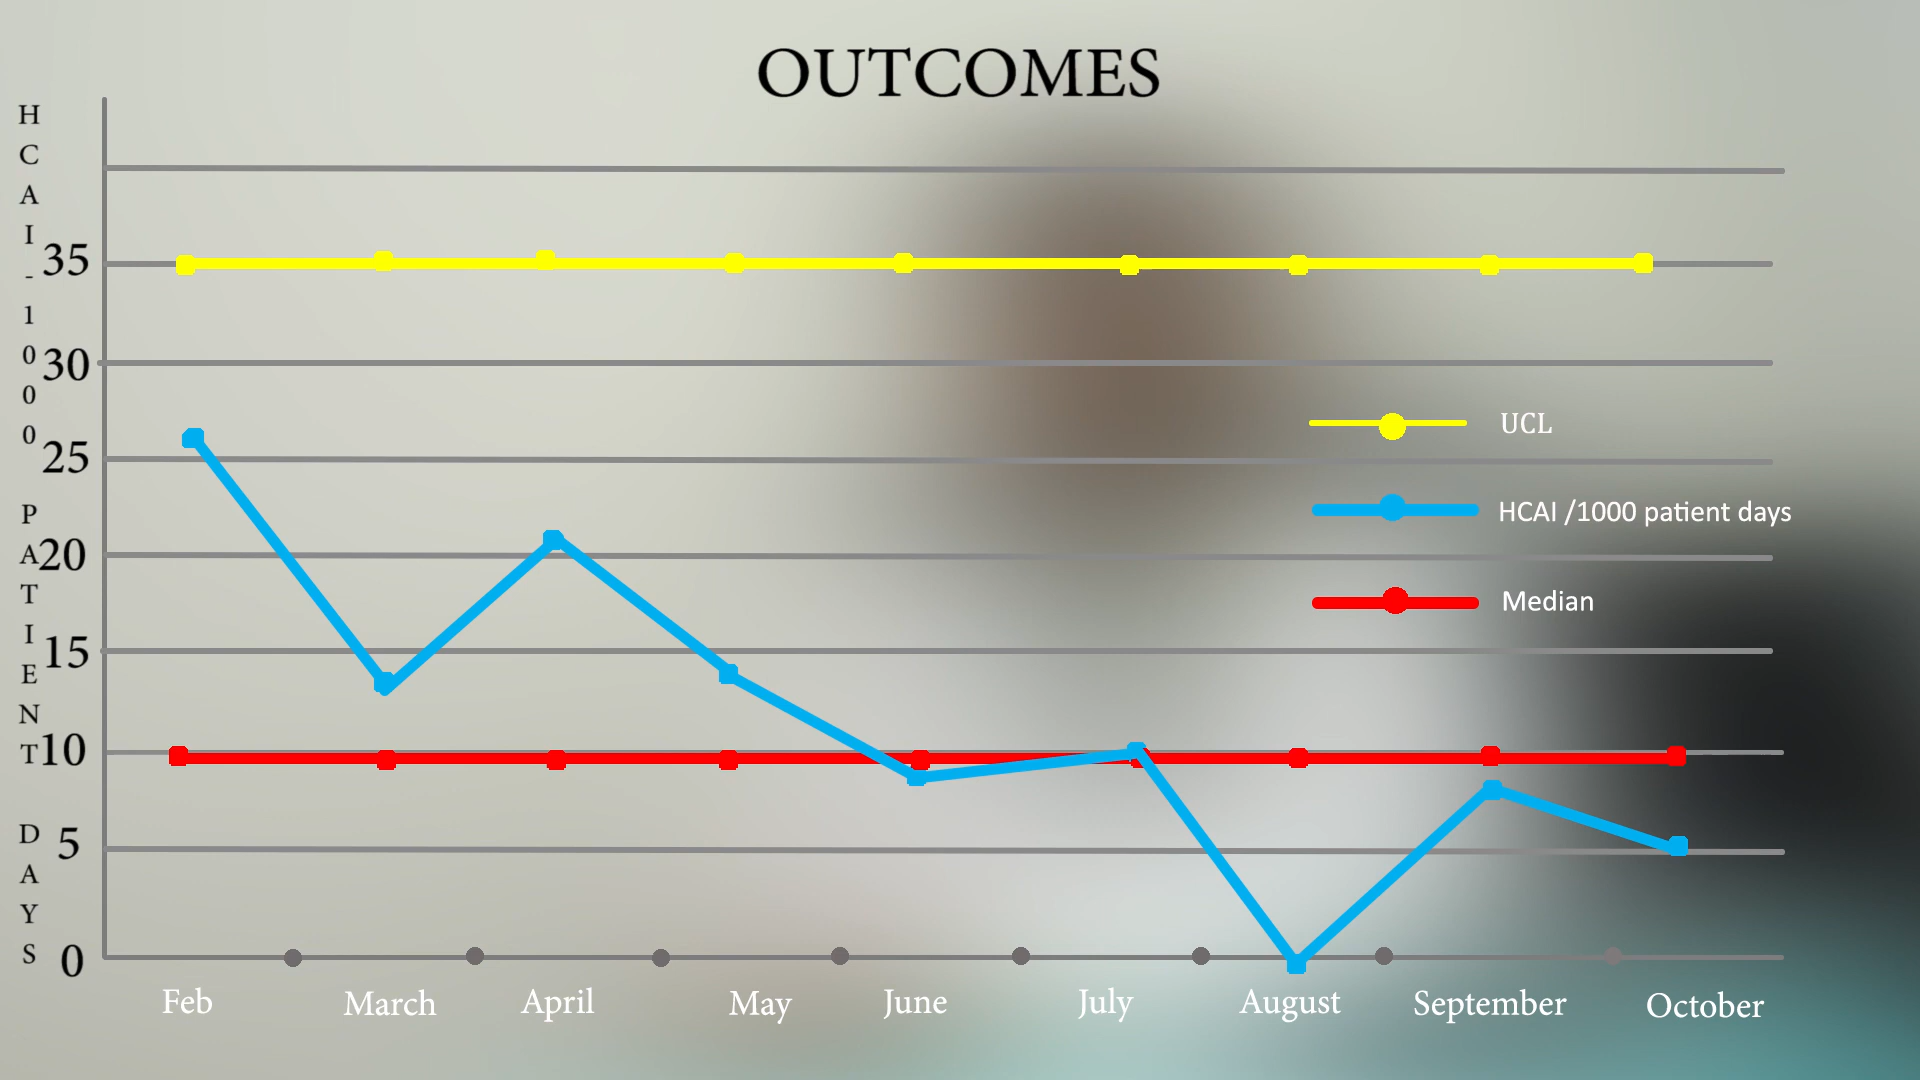 OUTCOMES
HCAI-1000 PATIENT DAYS
35
30
25
20
15
10
5
0
UCL
HCAI /1000 patient days
Median
Feb March April May June July August September October